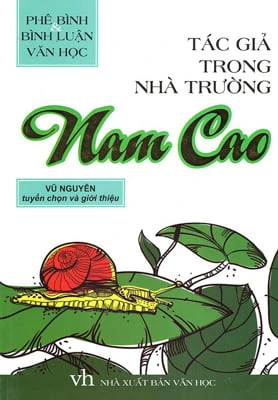 PHÊ BÌNH
&
BÌNH LUẬN
VĂN HỌC
TÁC GIẢ
TRONG
NHÀ TRƯỜNG
Nam Cao
VŨ NGUYÊN
tuyển chọn và giới thiệu
vh NHÀ XUẤT BẢN VĂN HỌC